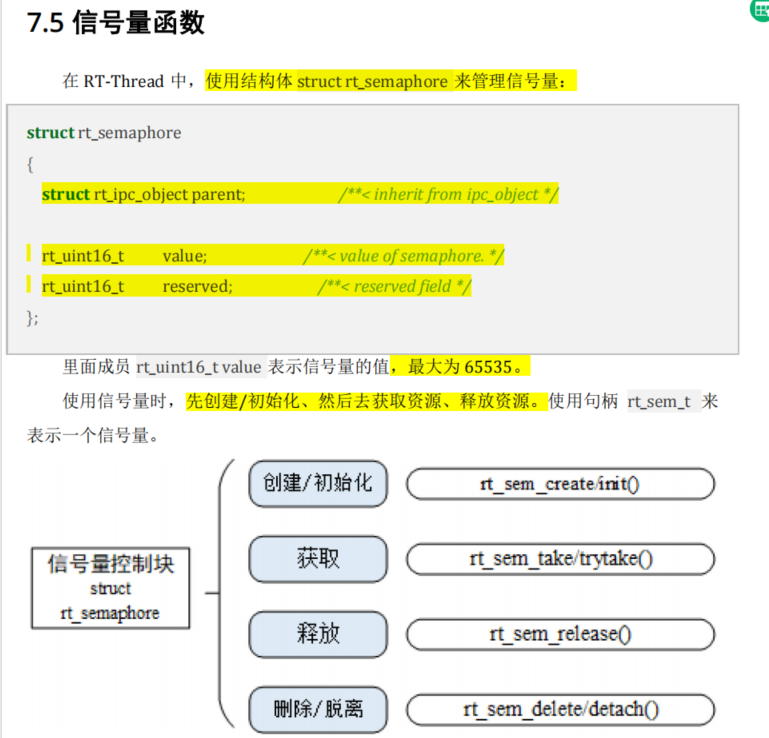 7.5 信号量函数
在 RT-Thread 中，使用结构体 struct rt_semaphore 来管理信号量：
struct rt_semaphore
{
struct rt_ipc_object parent; /**< inherit from ipc_object */
rt_uint16_t value; /**< value of semaphore. */
rt_uint16_t reserved; /**< reserved field */
};
里面成员 rt_uint16_t value 表示信号量的值，最大为 65535。
使用信号量时，先创建/初始化、然后去获取资源、释放资源。使用句柄 rt_sem_t 来
表示一个信号量。
信号量控制块
struct
rt_semaphore
创建/初始化 rt_sem_create/init()
获取 rt_sem_take/trytake()
释放 rt_sem_release()
删除/脱离 rt_sem_delete/detach()